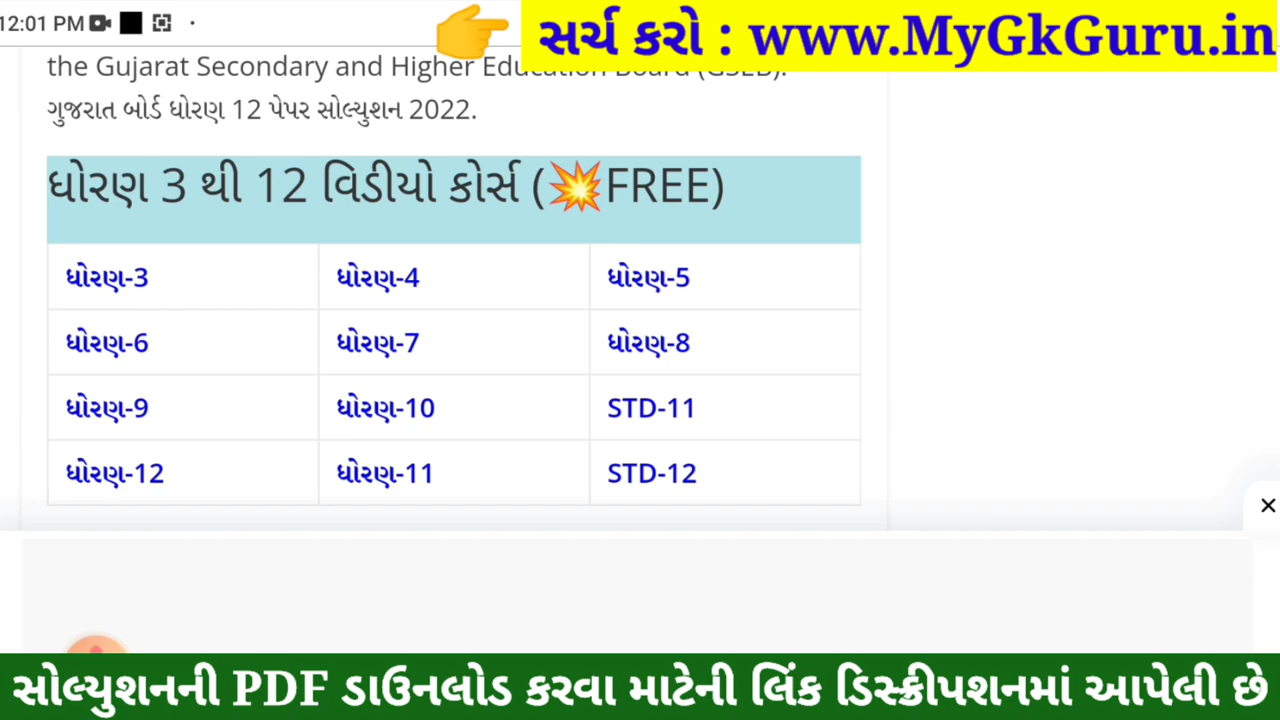 12:01 PM
👉 સર્ચ કરો : www.MyGkGuru.in
the Gujarat Secondary and Higher Education Board (GSEB).
ગુજરાત બોર્ડ ધોરણ 12 પેપર સોલ્યુશન 2022.
ધોરણ 3 થી 12 વિડીયો કોર્સ (💥FREE)
ધોરણ-3 ધોરણ-4 ધોરણ-5
ધોરણ-6 ધોરણ-7 ધોરણ-8
ધોરણ-9 ધોરણ-10 STD-11
ધોરણ-12 ધોરણ-11 STD-12
સોલ્યુશનની PDF ડાઉનલોડ કરવા માટેની લિંક ડિસ્ક્રીપશનમાં આપેલી છે